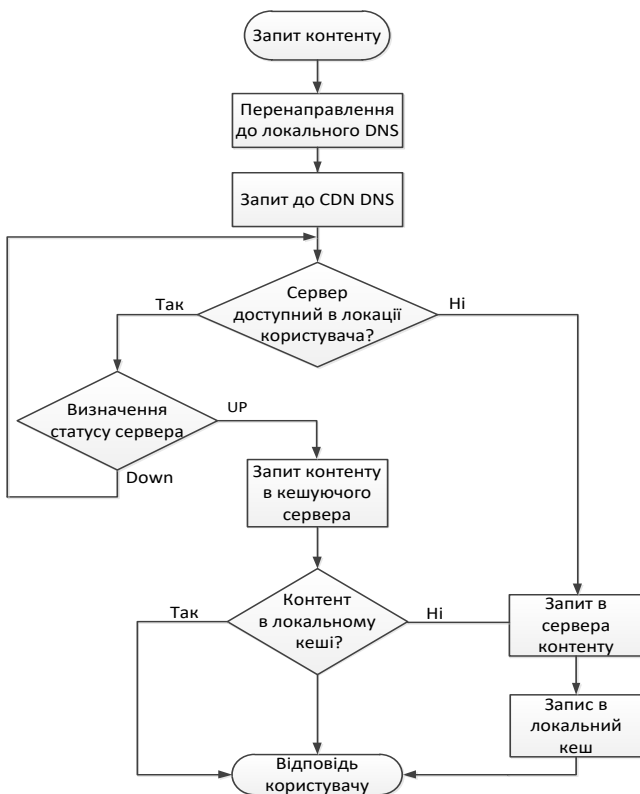 Запит контенту
Перенаправлення
до локального DNS
Запит до CDN DNS
Сервер
доступний в локації
користувача?
Так
Ні
Визначення
статусу сервера
UP
Down
Запит контенту
в кешуючого
сервера
Контент
в локальному
кеші?
Так
Ні
Запит в
сервера
контенту
Запис в
локальний
кеш
Відповідь
користувачу